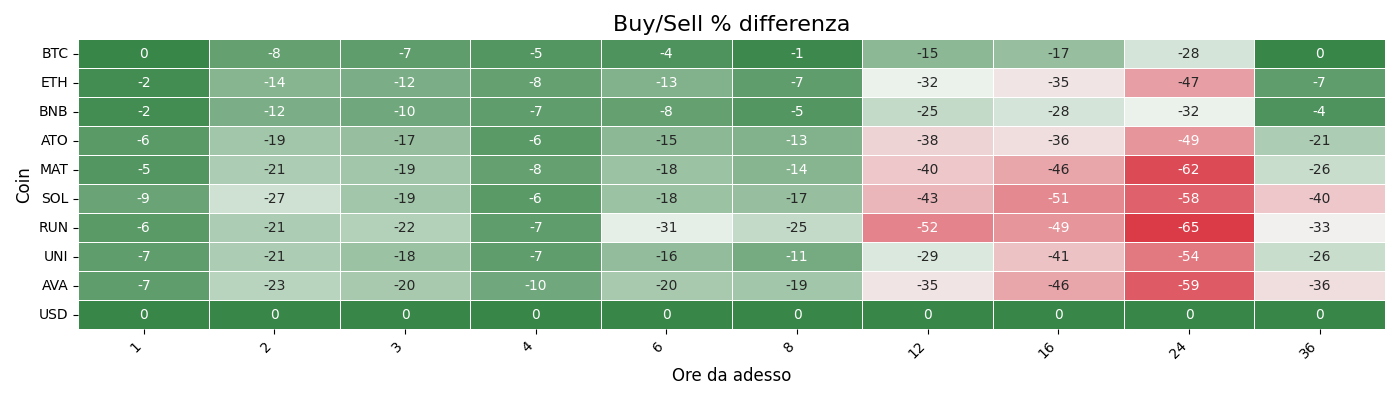 Buy/Sell % differenza
Coin
BTC 0 -8 -7 -5 -4 -1 -15 -17 -28 0
ETH -2 -14 -12 -8 -13 -7 -32 -35 -47 -7
BNB -2 -12 -10 -7 -8 -5 -25 -28 -32 -4
ATO -6 -19 -17 -6 -15 -13 -38 -36 -49 -21
MAT -5 -21 -19 -8 -18 -14 -40 -46 -62 -26
SOL -9 -27 -19 -6 -18 -17 -43 -51 -58 -40
RUN -6 -21 -22 -7 -31 -25 -52 -49 -65 -33
UNI -7 -21 -18 -7 -16 -11 -29 -41 -54 -26
AVA -7 -23 -20 -10 -20 -19 -35 -46 -59 -36
USD 0 0 0 0 0 0 0 0 0 0
1 2 3 4 6 8 12 16 24 36
Ore da adesso